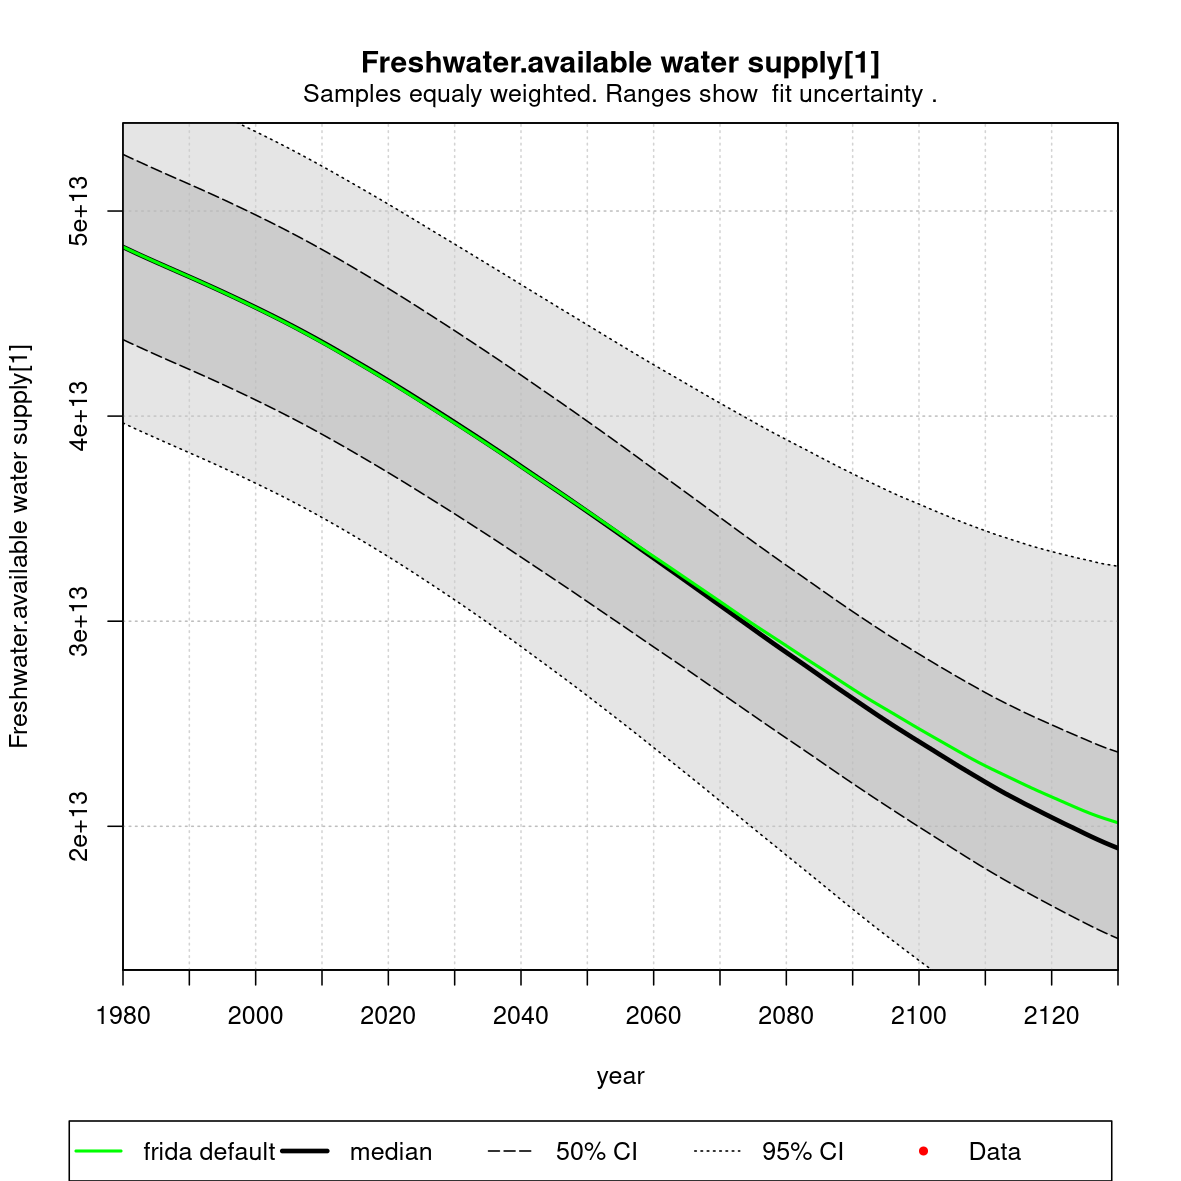 Freshwater.available water supply[1]
Samples equaly weighted. Ranges show  fit uncertainty .
Freshwater.available water supply[1]
5e+13
4e+13
3e+13
2e+13
1980 2000 2020 2040 2060 2080 2100 2120
year
frida default median 50% CI 95% CI Data